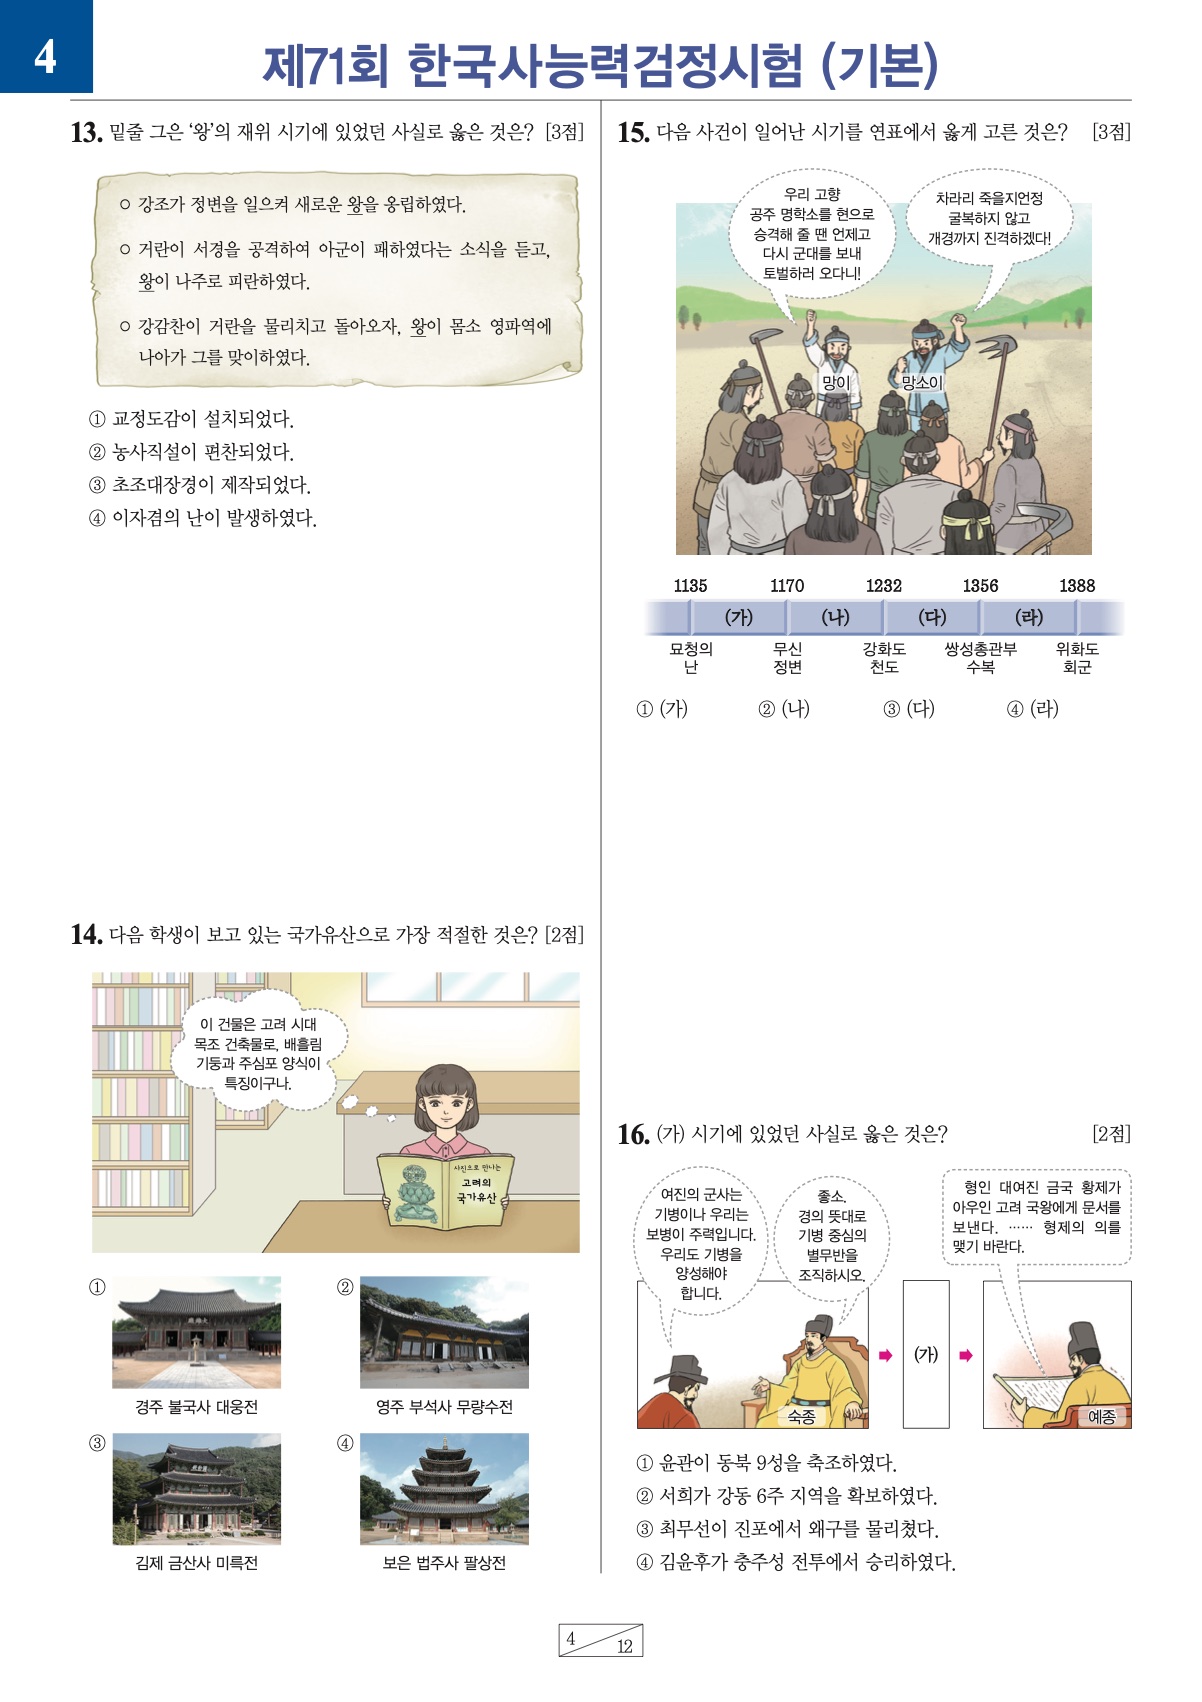 4
제71회 한국사능력검정시험 (기본)
13. 밑줄 그은 ‘왕’의 재위 시기에 있었던 사실로 옳은 것은? [3점]
○ 강조가 정변을 일으켜 새로운 왕을 옹립하였다.
○ 거란이 서경을 공격하여 아군이 패하였다는 소식을 듣고,
왕이 나주로 피란하였다.
○ 강감찬이 거란을 물리치고 돌아오자, 왕이 몸소 영파역에
나아가 그를 맞이하였다.
① 교정도감이 설치되었다.
② 농사직설이 편찬되었다.
③ 초조대장경이 제작되었다.
④ 이자겸의 난이 발생하였다.
14. 다음 학생이 보고 있는 국가유산으로 가장 적절한 것은? [2점]
이 건물은 고려 시대
목조 건축물로, 배흘림
기둥과 주심포 양식이
특징이구나.
사진으로 만나는
고려의
국가유산
①
경주 불국사 대웅전
②
영주 부석사 무량수전
③
김제 금산사 미륵전
④
보은 법주사 팔상전
15. 다음 사건이 일어난 시기를 연표에서 옳게 고른 것은? [3점]
우리 고향
공주 명학소를 현으로
승격해 줄 땐 언제고
다시 군대를 보내
토벌하러 오다니!
차라리 죽을지언정
굴복하지 않고
개경까지 진격하겠다!
망이
망소이
1135 1170 1232 1356 1388
(가) (나) (다) (라)
묘청의 무신 강화도 쌍성총관부 위화도
난 정변 천도 수복 회군
① (가) ② (나) ③ (다) ④ (라)
16. (가) 시기에 있었던 사실로 옳은 것은? [2점]
여진의 군사는
기병이나 우리는
보병이 주력입니다.
우리도 기병을
양성해야
합니다.
좋소.
경의 뜻대로
기병 중심의
별무반을
조직하시오.
숙종
(가)
형인 대여진 금국 황제가
아우인 고려 국왕에게 문서를
보낸다. …… 형제의 의를
맺기 바란다.
예종
① 윤관이 동북 9성을 축조하였다.
② 서희가 강동 6주 지역을 확보하였다.
③ 최무선이 진포에서 왜구를 물리쳤다.
④ 김윤후가 충주성 전투에서 승리하였다.
4
12